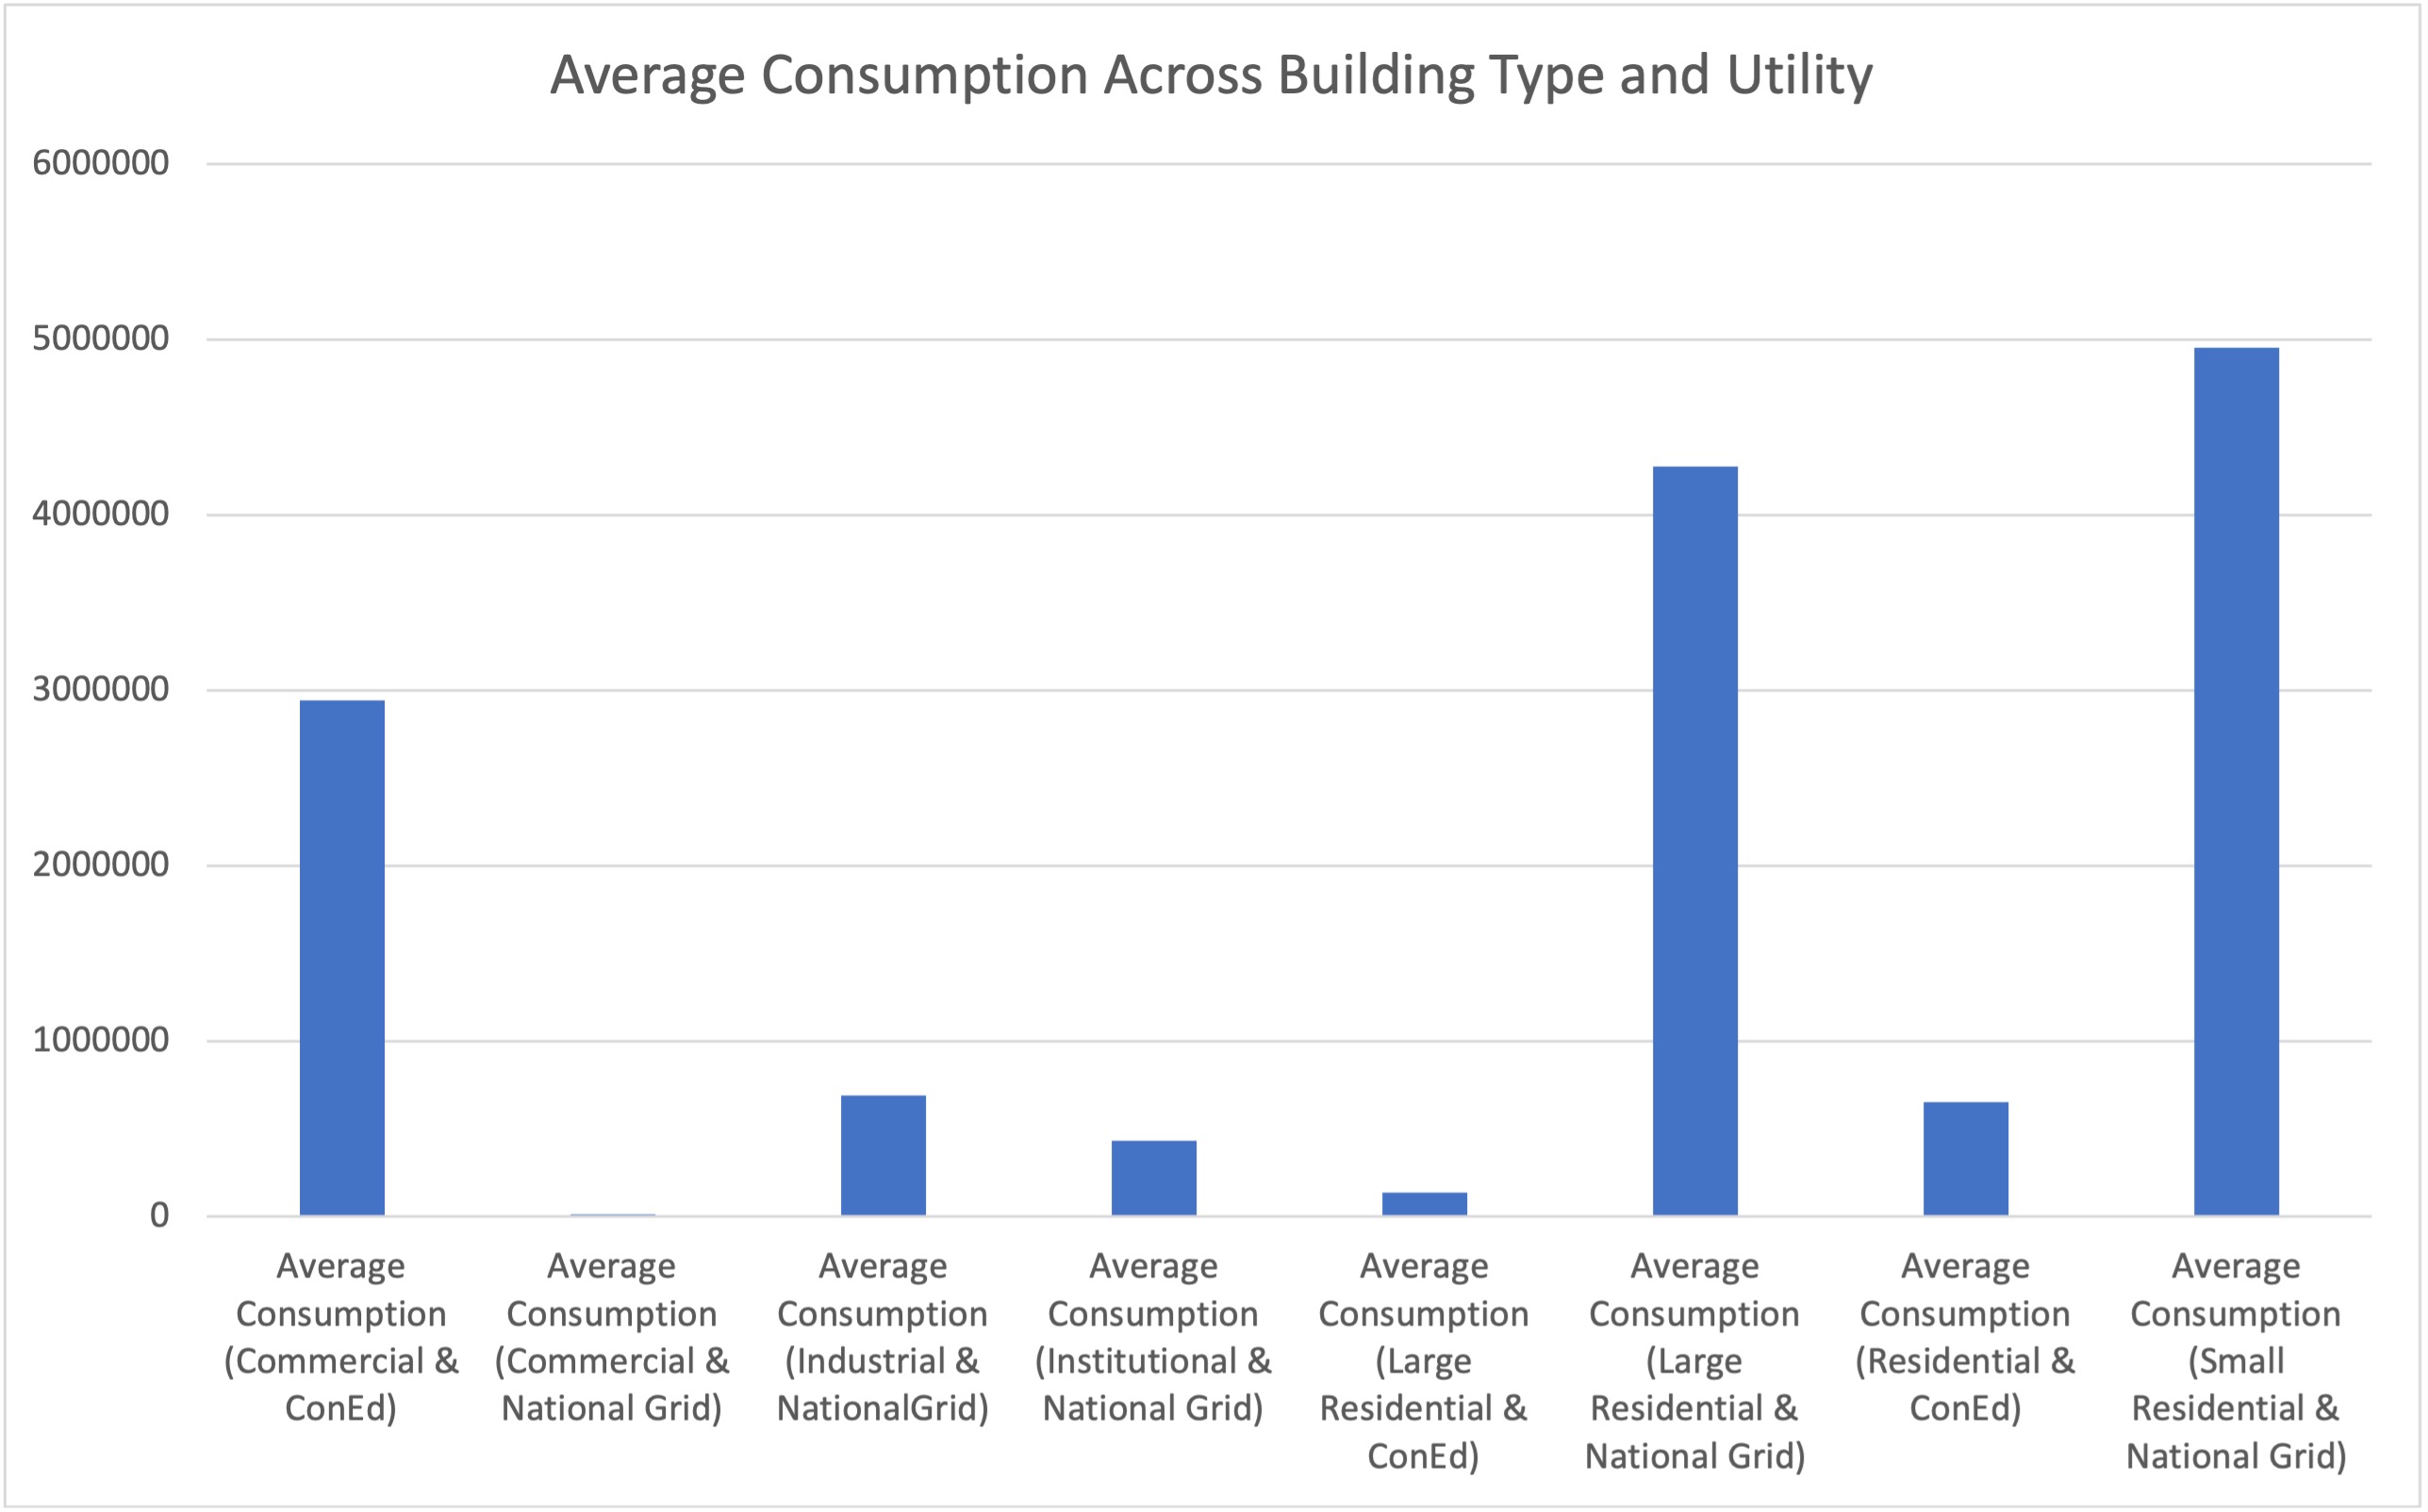 Average Consumption Across Building Type and Utility
6000000
5000000
4000000
3000000
2000000
1000000
0
Average
Consumption
(Commercial &
ConEd)
Average
Consumption
(Commercial &
National Grid)
Average
Consumption
(Industrial &
NationalGrid)
Average
Consumption
(Institutional &
National Grid)
Average
Consumption
(Large
Residential &
ConEd)
Average
Consumption
(Large
Residential &
National Grid)
Average
Consumption
(Residential &
ConEd)
Average
Consumption
(Small
Residential &
National Grid)